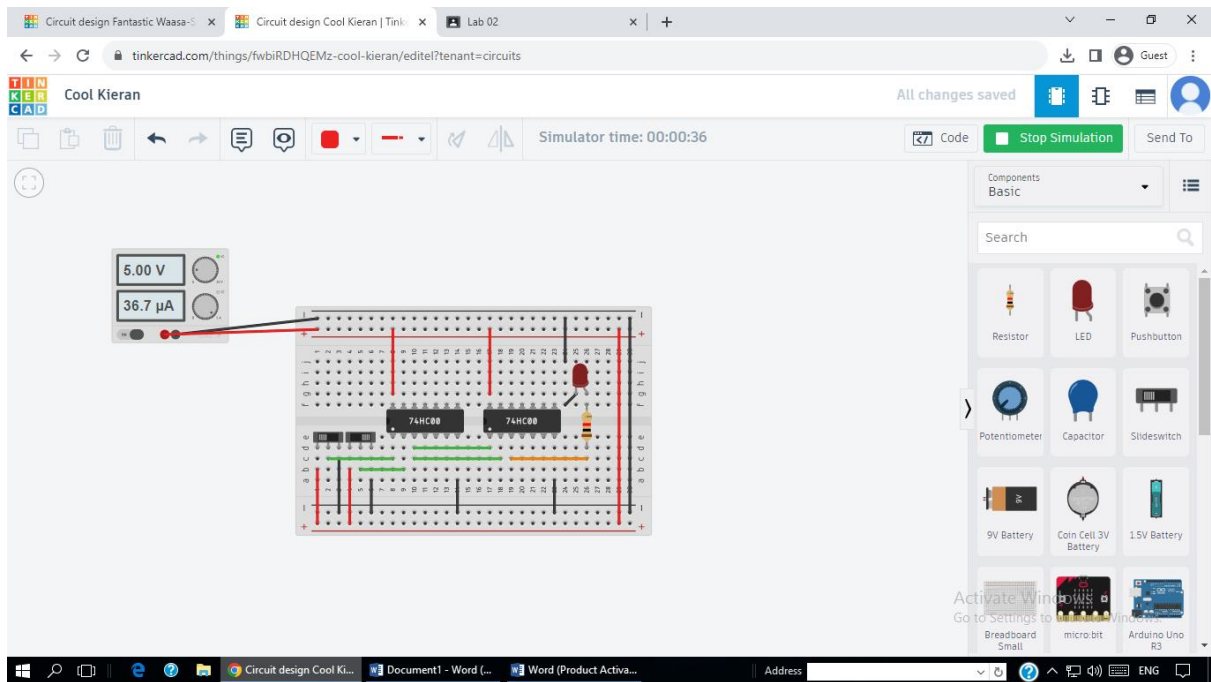 Circuit design Fantastic Waasa-S
Circuit design Cool Kieran | Tink
Lab 02
tinkercad.com/things/fwbiRDHQEMz-cool-kieran/editel?tenant=circuits
Guest
TIN
KER
CAD
Cool Kieran
All changes saved
Simulator time: 00:00:36
Code
Stop Simulation
Send To
Components
Basic
Search
5.00 V
36.7 µA
74HC00
74HC00
Resistor
LED
Pushbutton
Potentiometer
Capacitor
Slideswitch
9V
9V Battery
Coin Cell 3V
Battery
1.5V Battery
Breadboard
Small
micro:bit
Arduino Uno
R3
Activate Windows
Go to Settings to activate Windows.
Circuit design Cool Ki...
Document1 - Word (...
Word (Product Activa...
Address
ENG